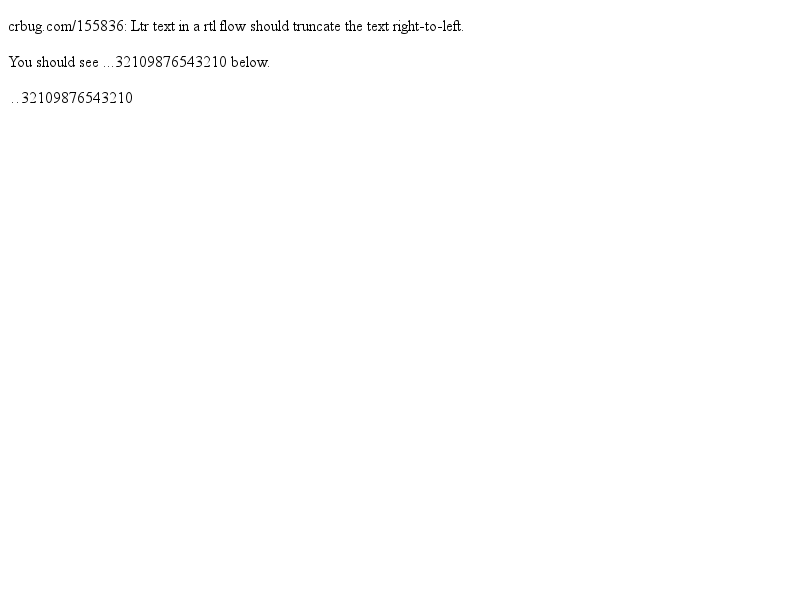 crbug.com/155836: Ltr text in a rtl flow should truncate the text right-to-left.
You should see ...32109876543210 below.
..32109876543210